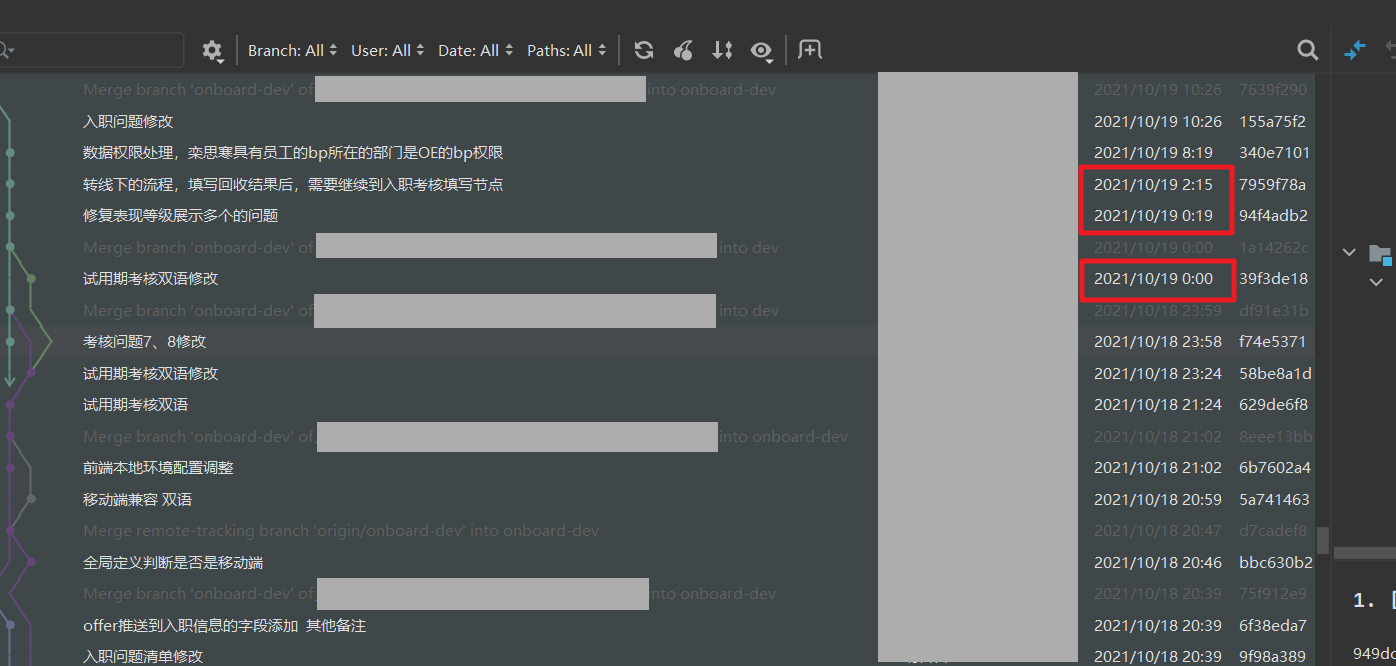 Branch: All User: All Date: All Paths: All
Merge branch 'onboard-dev' of into onboard-dev 2021/10/19 10:26 7639f290
入职问题修改 2021/10/19 10:26 155a75f2
数据权限处理，栾思寒具有员工的bp所在的部门是OE的bp权限 2021/10/19 8:19 340e7101
转线下的流程，填写回收结果后，需要继续到入职考核填写节点 2021/10/19 2:15 7959f78a
修复表现等级展示多个的问题 2021/10/19 0:19 94f4adb2
Merge branch 'onboard-dev' of into dev 2021/10/19 0:00 1a14262c
试用期考核双语修改 2021/10/19 0:00 39f3de18
Merge branch 'onboard-dev' of into dev 2021/10/18 23:59 df91e31b
考核问题7、8修改 2021/10/18 23:58 f74e5371
试用期考核双语修改 2021/10/18 23:24 58be8a1d
试用期考核双语 2021/10/18 21:24 629de6f8
Merge branch 'onboard-dev' of into onboard-dev 2021/10/18 21:02 8eee13bb
前端本地环境配置调整 2021/10/18 21:02 6b7602a4
移动端兼容 双语 2021/10/18 20:59 5a741463
Merge remote-tracking branch 'origin/onboard-dev' into onboard-dev 2021/10/18 20:47 d7cadef8
全局定义判断是否是移动端 2021/10/18 20:46 bbc630b2
Merge branch 'onboard-dev' of into onboard-dev 2021/10/18 20:39 75f912e9
offer推送到入职信息的字段添加 其他备注 2021/10/18 20:39 6f38eda7
入职问题清单修改 2021/10/18 20:39 9f98a389
1.